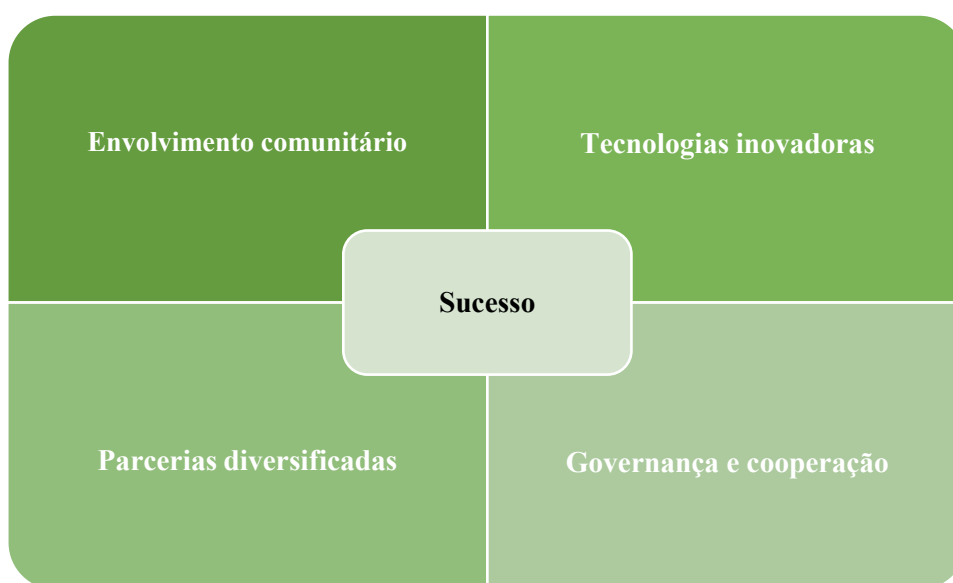 Envolvimento comunitário
Tecnologias inovadoras
Sucesso
Parcerias diversificadas
Governança e cooperação